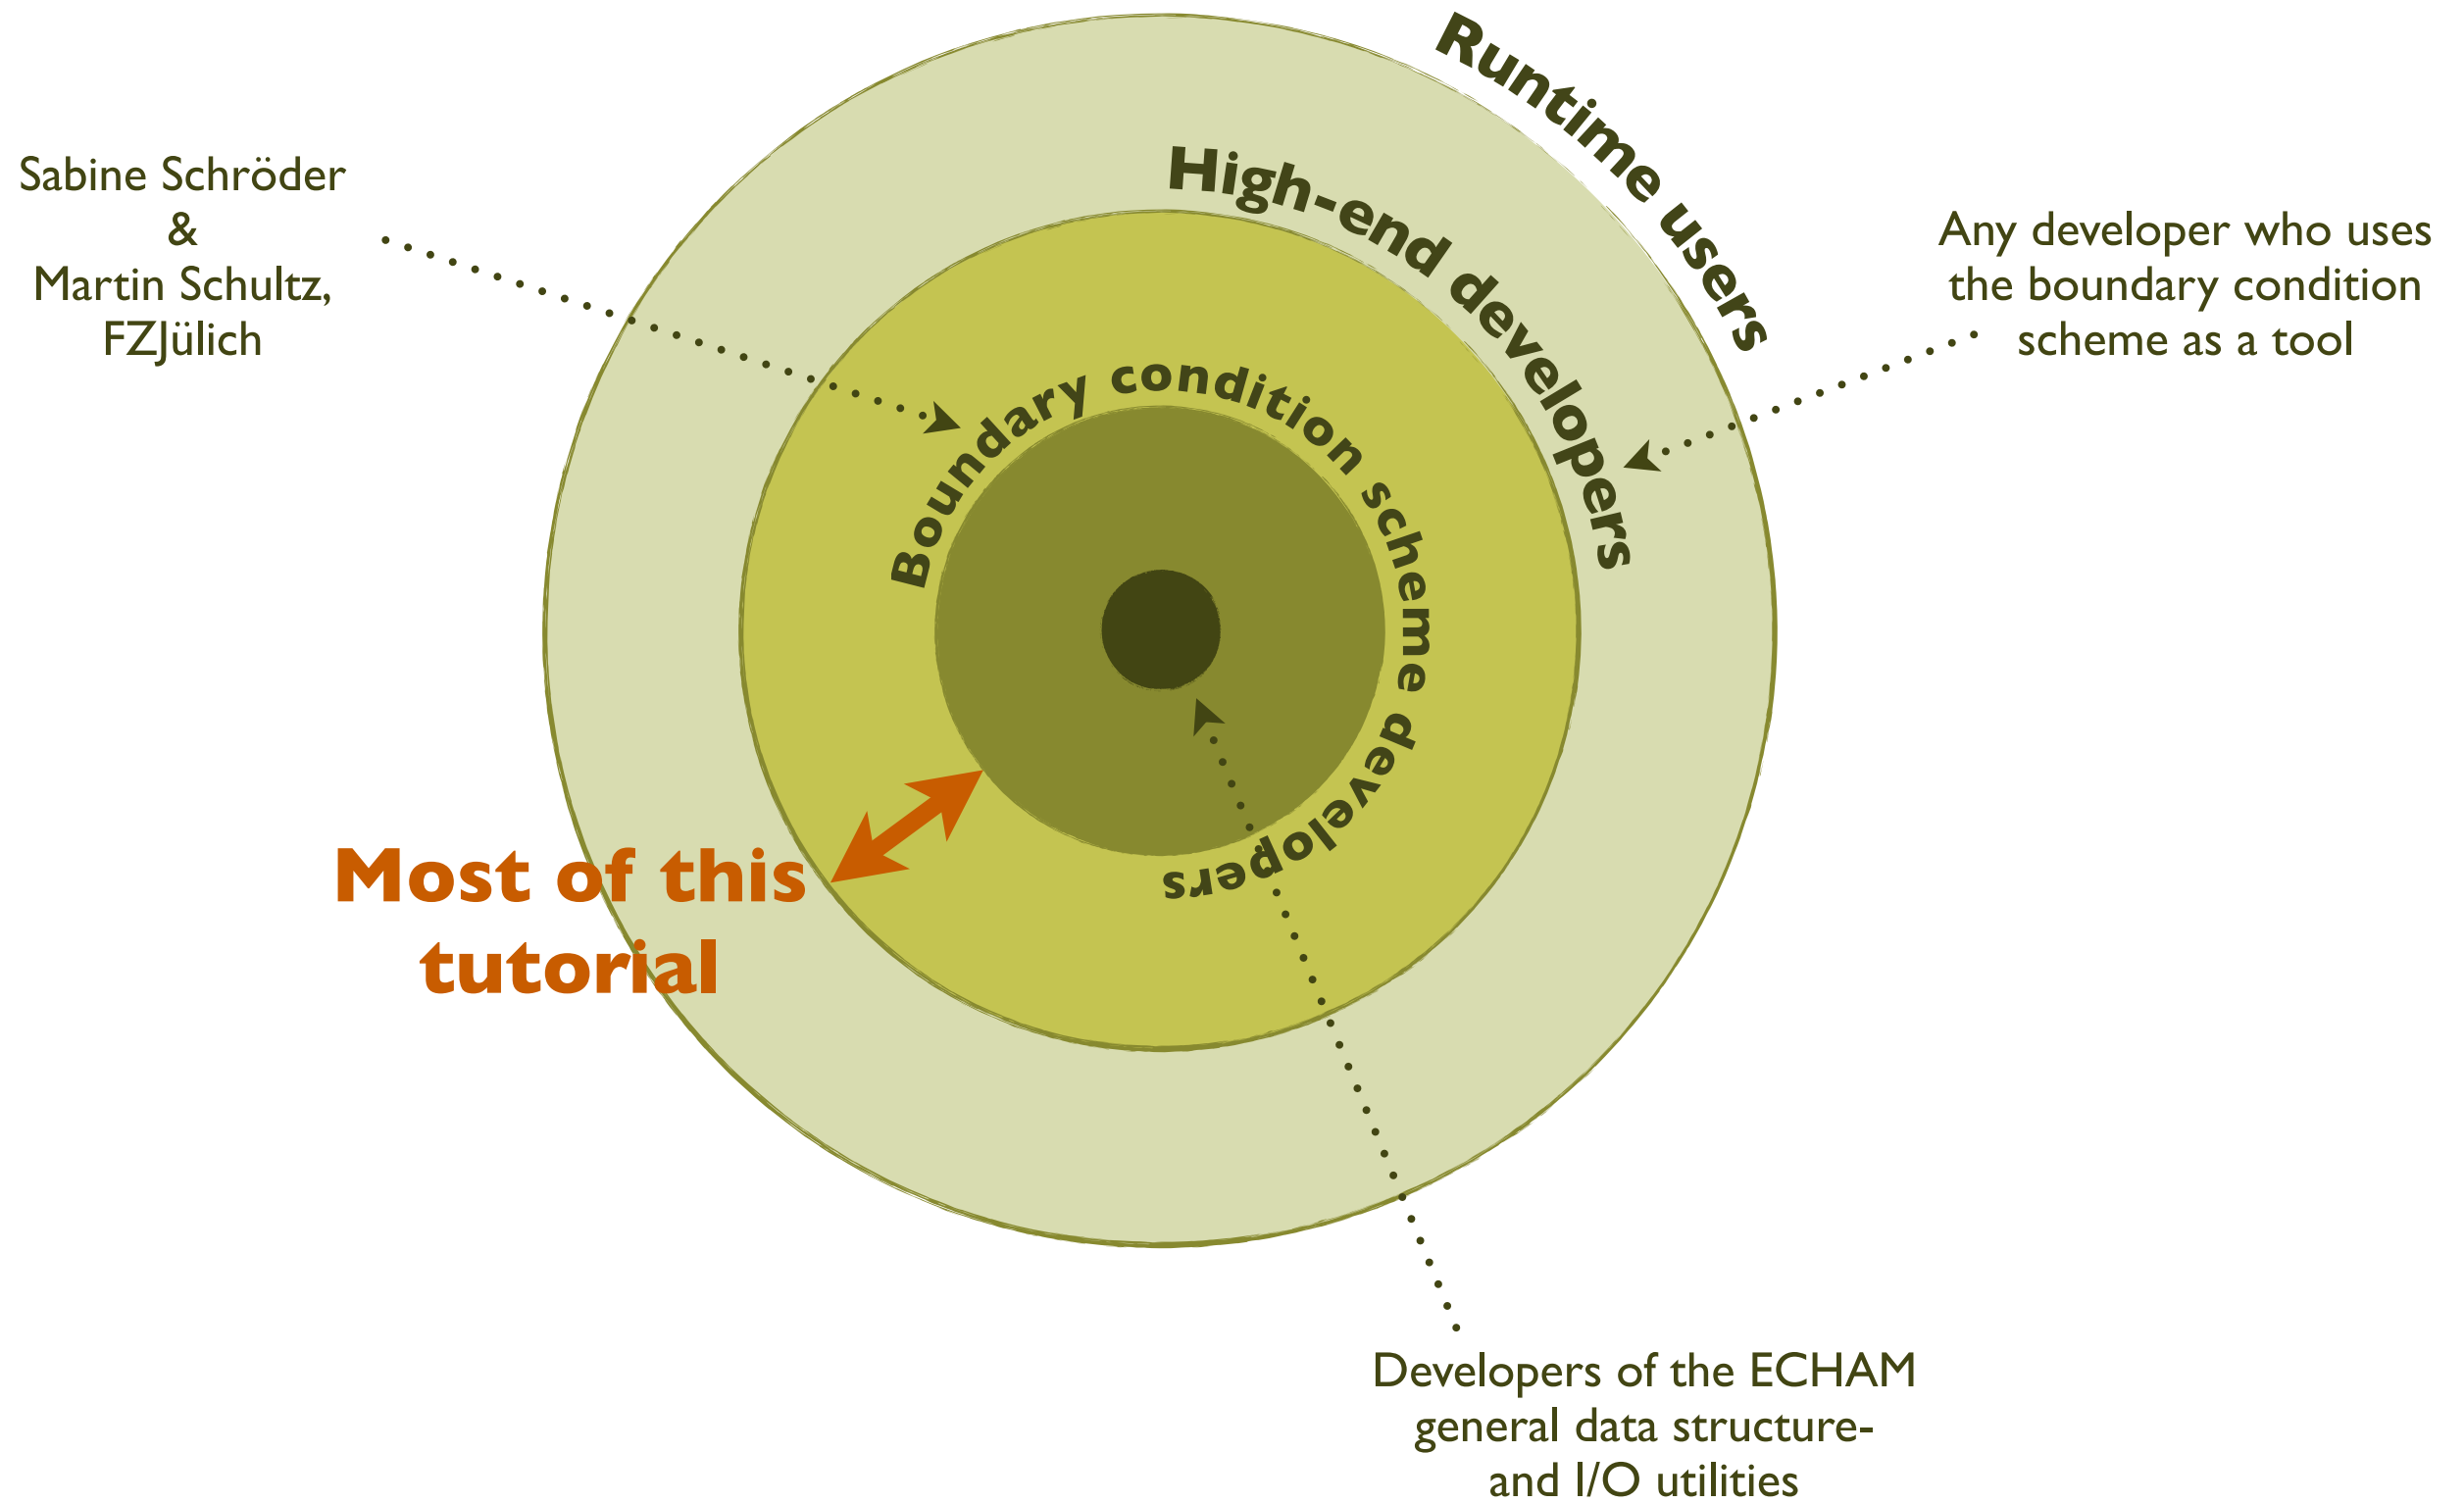 Runtime users
High-end developers
Boundary condition scheme developers
Sabine Schröder
&
Martin Schultz,
FZJülich
Any developer who uses
the boundary condition
scheme as a tool
Most of this
tutorial
Developers of the ECHAM
general data structure-
and I/O utilities